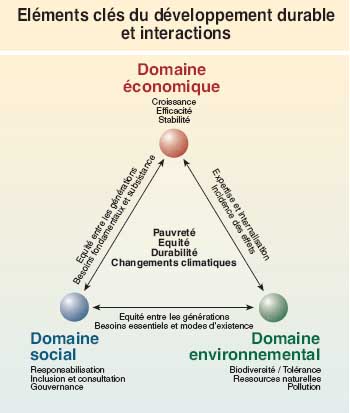 Eléments clés du développement durable
et interactions
Domaine
économique
Croissance
Efficacité
Stabilité
Equité entre les générations
Besoins fondamentaux et subsistance
Expertise et internalisation
Incidence des effets
Pauvreté
Equité
Durabilité
Changements climatiques
Equité entre les générations
Besoins essentiels et modes d'existence
Domaine
social
Responsabilisation
Inclusion et consultation
Gouvernance
Domaine
environnemental
Biodiversité / Tolérance
Ressources naturelles
Pollution